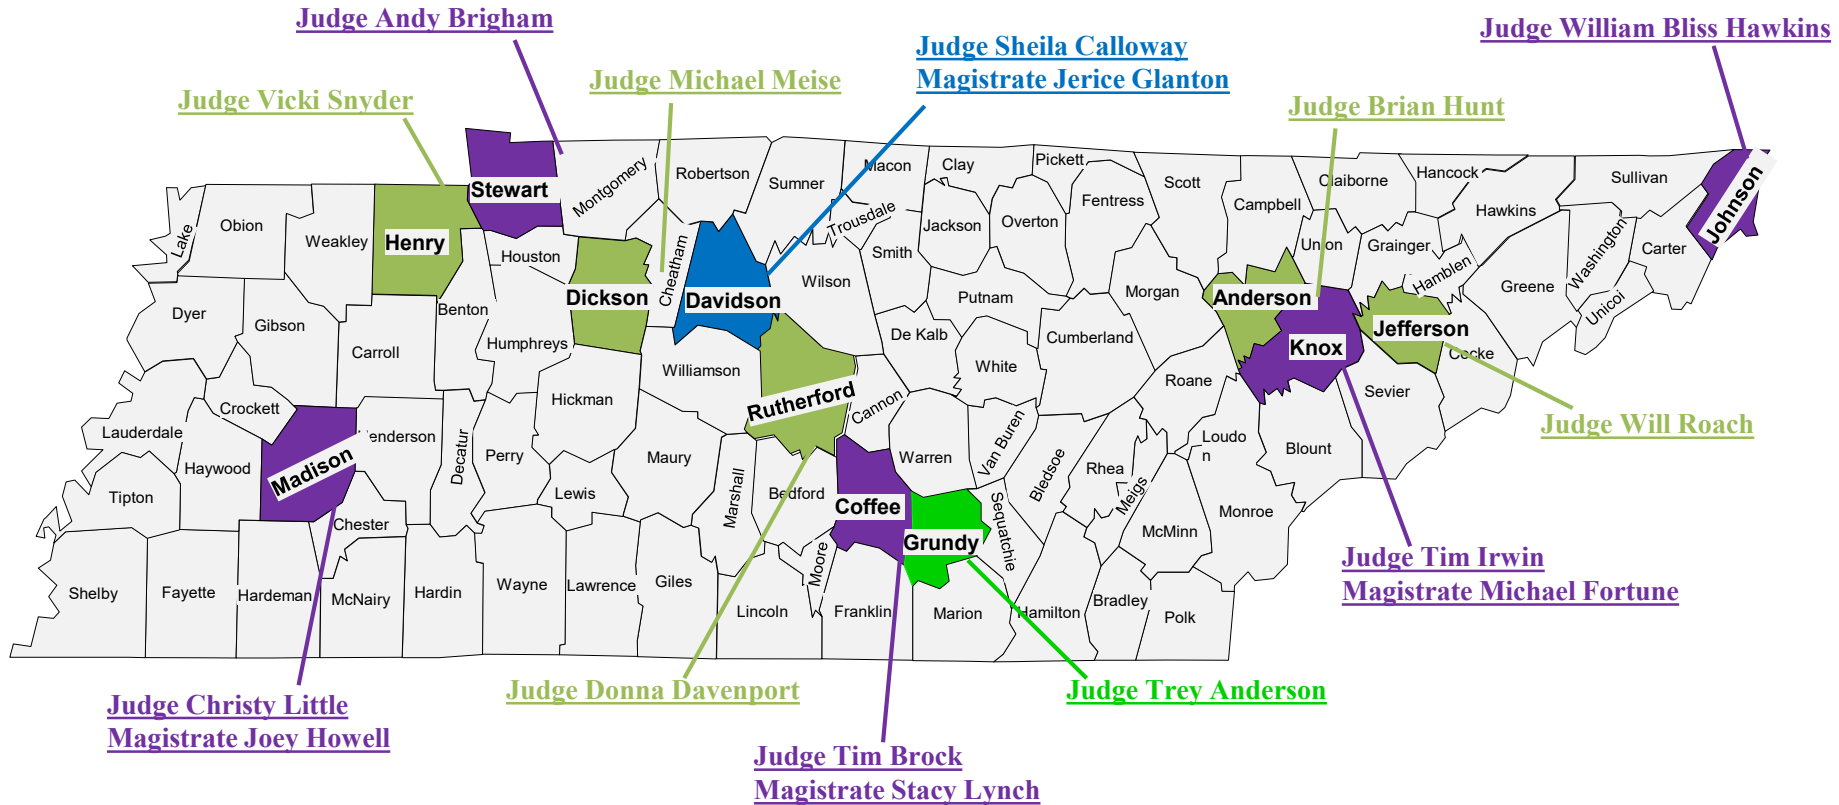 Judge Andy Brigham
Judge William Bliss Hawkins
Judge Sheila Calloway
Magistrate Jerice Glanton
Judge Michael Meise
Judge Vicki Snyder
Judge Brian Hunt
Stewart
Montgomery
Robertson
Sumner
Macon
Clay
Pickett
Scott
Fentress
Campbell
Claiborne
Hancock
Sullivan
Johnson
Lake
Obion
Weakley
Henry
Houston
Cheatham
Trousdale
Jackson
Overton
Smith
Union
Grainger
Hawkins
Hamblen
Washington
Carter
Dyer
Gibson
Carroll
Benton
Humphreys
Dickson
Davidson
Wilson
Putnam
De Kalb
Morgan
Cumberland
White
Anderson
Knox
Jefferson
Cocke
Greene
Unicoi
Williamson
Rutherford
Cannon
Roane
Sevier
Crockett
Hickman
Lauderdale
Henderson
Decatur
Perry
Maury
Haywood
Madison
Tipton
Lewis
Marshall
Bedford
Coffee
Warren
Van Buren
Bledsoe
Rhea
Meigs
Loudo
n
Blount
Judge Will Roach
Chester
Grundy
Sequatchie
McMinn
Monroe
Shelby
Fayette
Hardeman
McNairy
Hardin
Wayne
Lawrence
Giles
Lincoln
Moore
Franklin
Marion
Hamilton
Bradley
Polk
Judge Tim Irwin
Magistrate Michael Fortune
Judge Donna Davenport
Judge Trey Anderson
Judge Christy Little
Magistrate Joey Howell
Judge Tim Brock
Magistrate Stacy Lynch